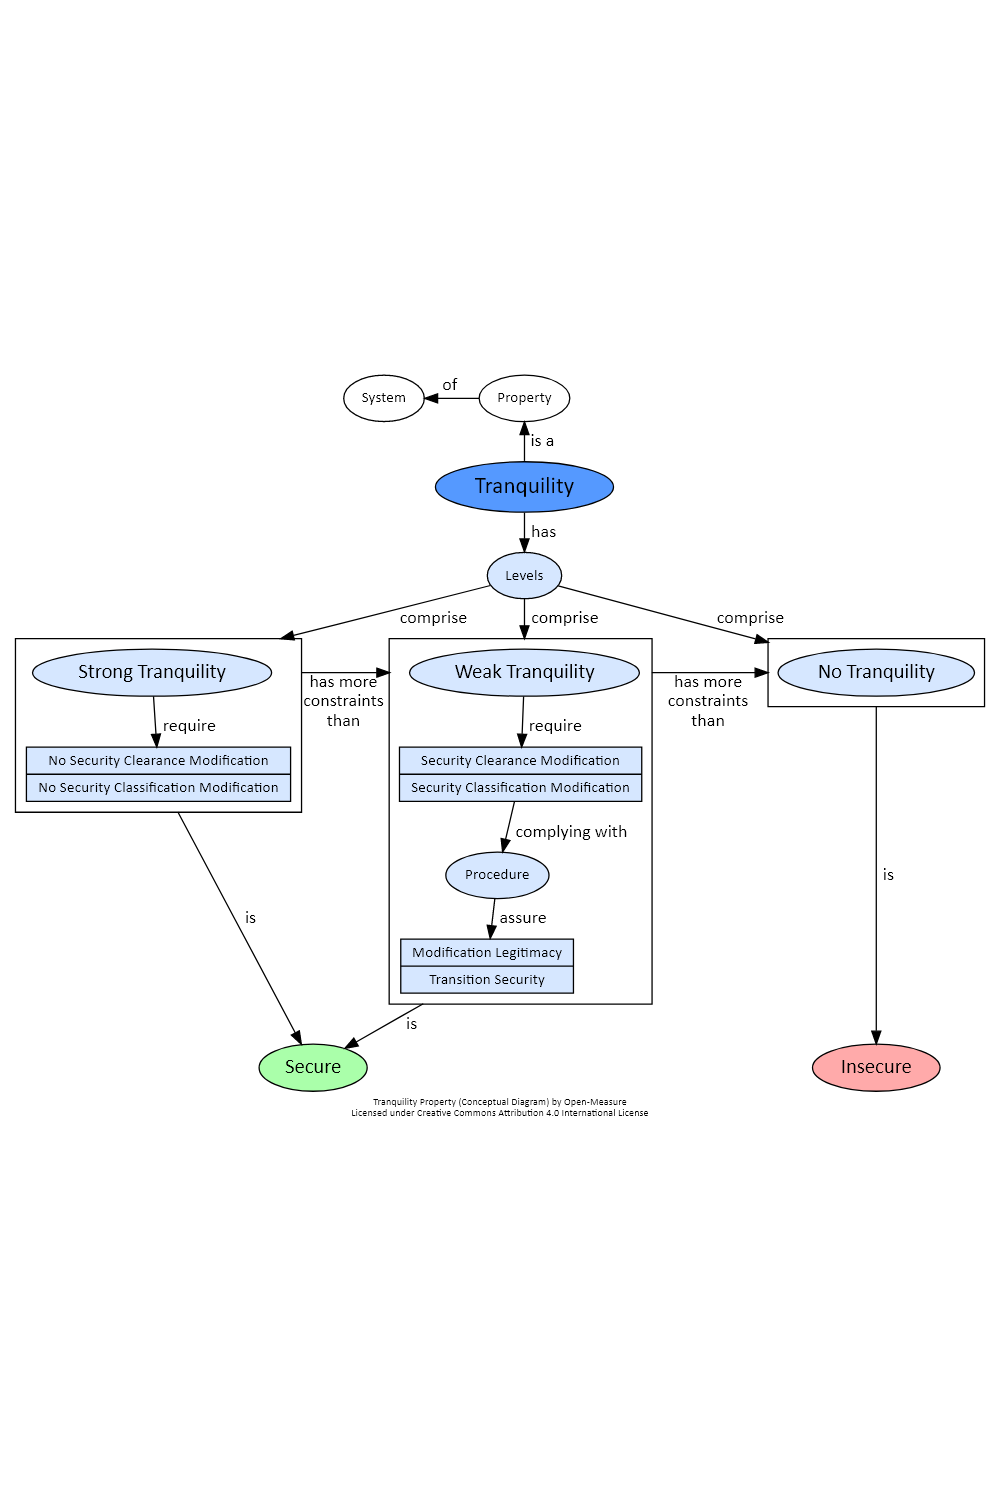 of
System
Property
is a
Tranquility
has
Levels
comprise
comprise
comprise
Strong Tranquility
Weak Tranquility
No Tranquility
has more
constraints
than
has more
constraints
than
require
require
No Security Clearance Modification
No Security Classification Modification
Security Clearance Modification
Security Classification Modification
complying with
Procedure
is
assure
is
Modification Legitimacy
Transition Security
is
Secure
Insecure
Tranquility Property (Conceptual Diagram) by Open-Measure
Licensed under Creative Commons Attribution 4.0 International License